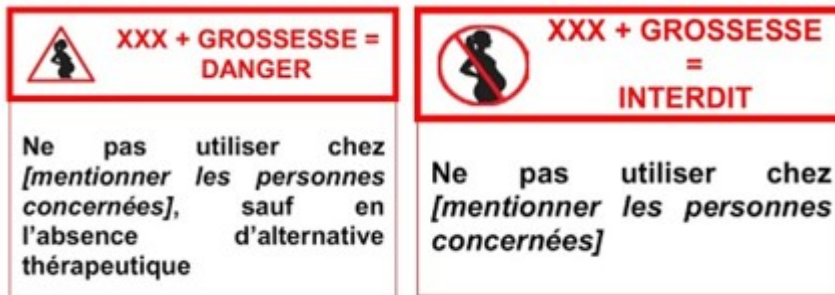 XXX + GROSSESSE =
DANGER
Ne pas utiliser chez
[mentionner les personnes
concernées], sauf en
l'absence d'alternative
thérapeutique
XXX + GROSSESSE
=
INTERDIT
Ne pas utiliser chez
[mentionner les personnes
concernées]